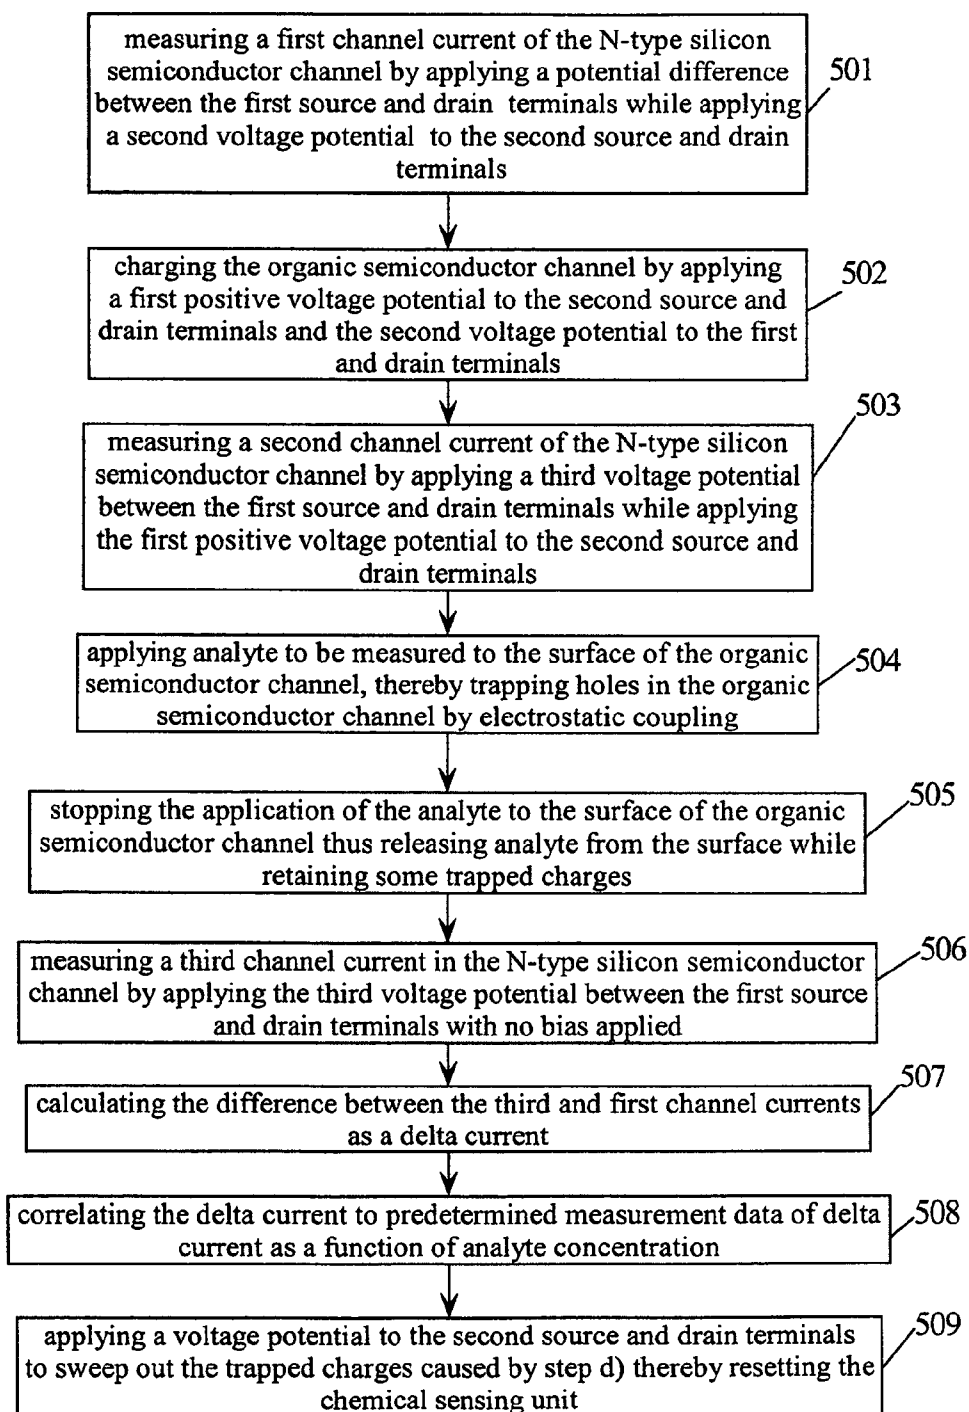 measuring a first channel current of the N-type silicon
semiconductor channel by applying a potential difference
between the first source and drain terminals while applying
a second voltage potential to the second source and drain
terminals
501
charging the organic semiconductor channel by applying
a first positive voltage potential to the second source and
drain terminals and the second voltage potential to the first
and drain terminals
502
measuring a second channel current of the N-type silicon
semiconductor channel by applying a third voltage potential
between the first source and drain terminals while applying
the first positive voltage potential to the second source and
drain terminals
503
applying analyte to be measured to the surface of the organic
semiconductor channel, thereby trapping holes in the organic
semiconductor channel by electrostatic coupling
504
stopping the application of the analyte to the surface of the organic
semiconductor channel thus releasing analyte from the surface while
retaining some trapped charges
505
measuring a third channel current in the N-type silicon semiconductor
channel by applying the third voltage potential between the first source
and drain terminals with no bias applied
506
calculating the difference between the third and first channel currents
as a delta current
507
correlating the delta current to predetermined measurement data of delta
current as a function of analyte concentration
508
applying a voltage potential to the second source and drain terminals
to sweep out the trapped charges caused by step d) thereby resetting the
chemical sensing unit
509